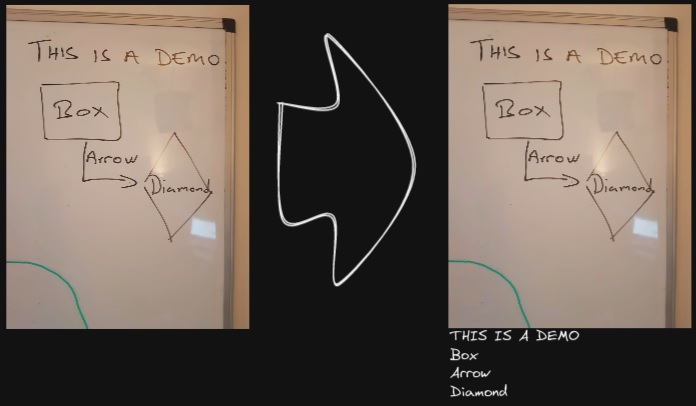 THIS IS A DEMO
Box
Arrow
Diamond
THIS IS A DEMO
Box
Arrow
Diamond
THIS IS A DEMO
Box
Arrow
Diamond